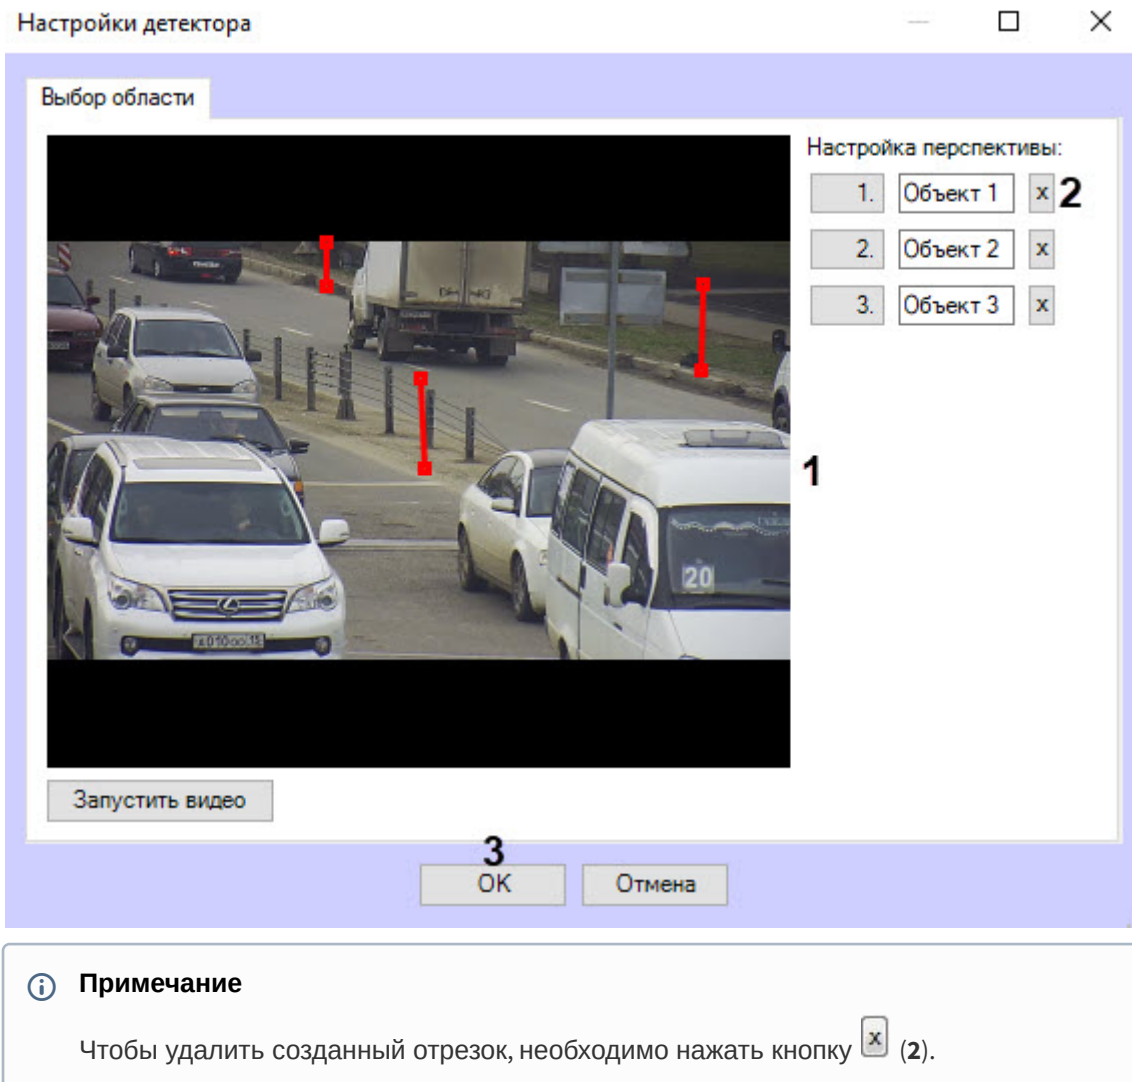 Настройки детектора
Выбор области
Настройка перспективы:
1. Объект 1 x 2
2. Объект 2 x
3. Объект 3 x
1
20
Запустить видео
3
OK Отмена
Примечание
Чтобы удалить созданный отрезок, необходимо нажать кнопку x (2).